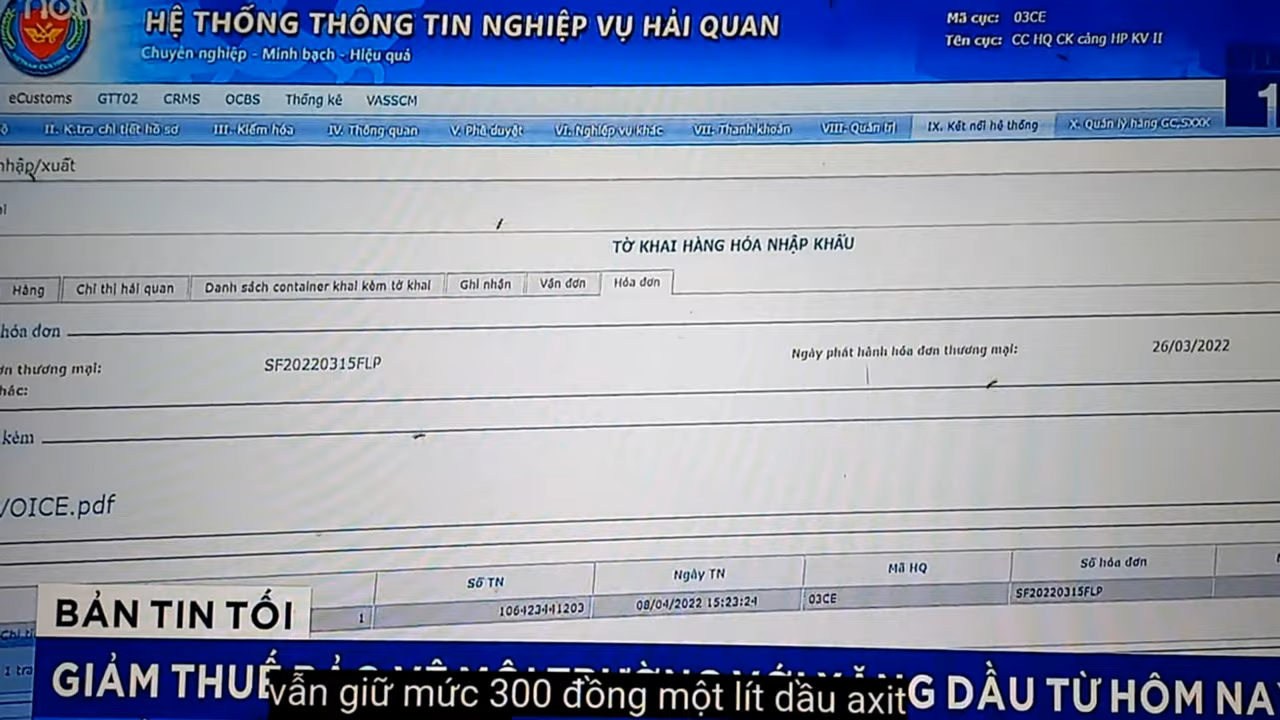 HỆ THỐNG THÔNG TIN NGHIỆP VỤ HẢI QUAN
Chuyên nghiệp - Minh bạch - Hiệu quả
Mã cục: 03CE
Tên cục: CC HQ CK cảng HP KV II
1
eCustoms GTT02 CRMS OCBS Thống kê VASSCM
II. K.tra chi tiết hồ sơ III. Kiểm hóa IV. Thông quan V. Phê duyệt VI. Nghiệp vụ khác VII. Thanh khoản VIII. Quản trị IX. Kết nối hệ thống X. Quản lý hàng GC,SXXK
nhập/xuất
TỜ KHAI HÀNG HÓA NHẬP KHẨU
Hàng Chỉ thị hải quan Danh sách container khai kèm tờ khai Ghi nhận Vận đơn Hóa đơn
hóa đơn
thương mại: SF20220315FLP Ngày phát hành hóa đơn thương mại: 26/03/2022
kèm
VOICE.pdf
Số TN Ngày TN Mã HQ Số hóa đơn
1 106423441203 08/04/2022 15:23:24 03CE SF20220315FLP
BẢN TIN TỐI
GIẢM THUẾ G DẦU TỪ HÔM NA
vẫn giữ mức 300 đồng một lít dầu axit